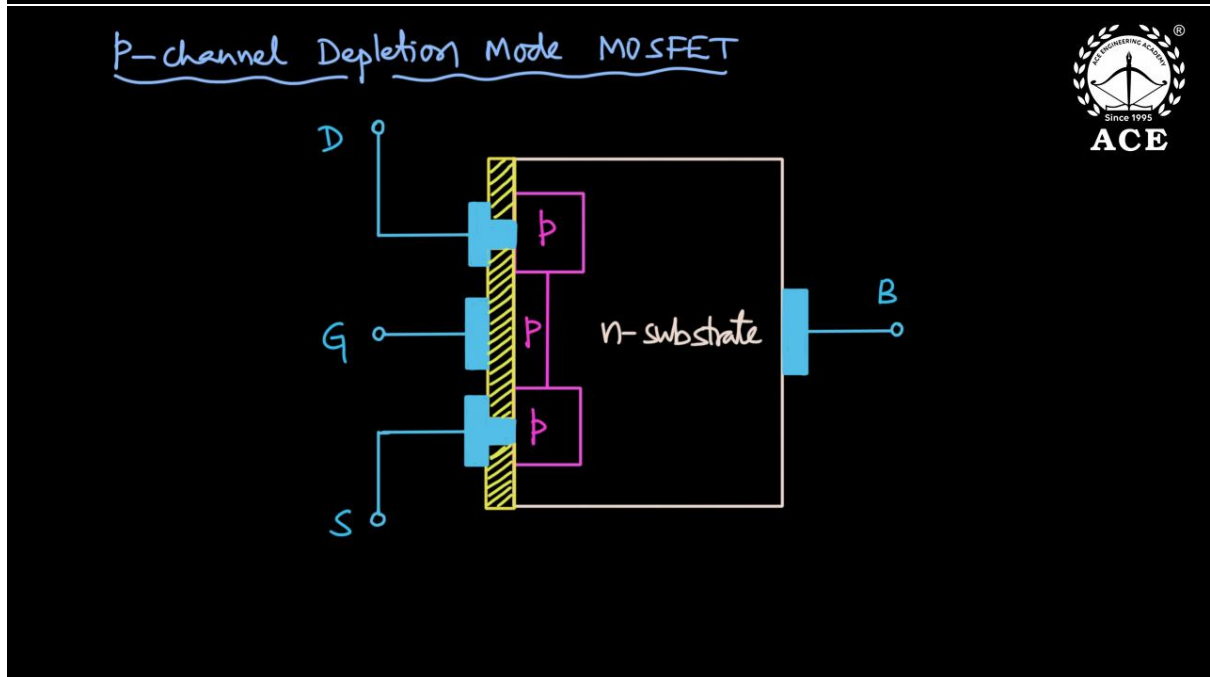 p-channel Depletion Mode MOSFET
ACE ENGINEERING ACADEMY
®
Since 1995
ACE
D
p
B
G
p
n-substrate
p
S